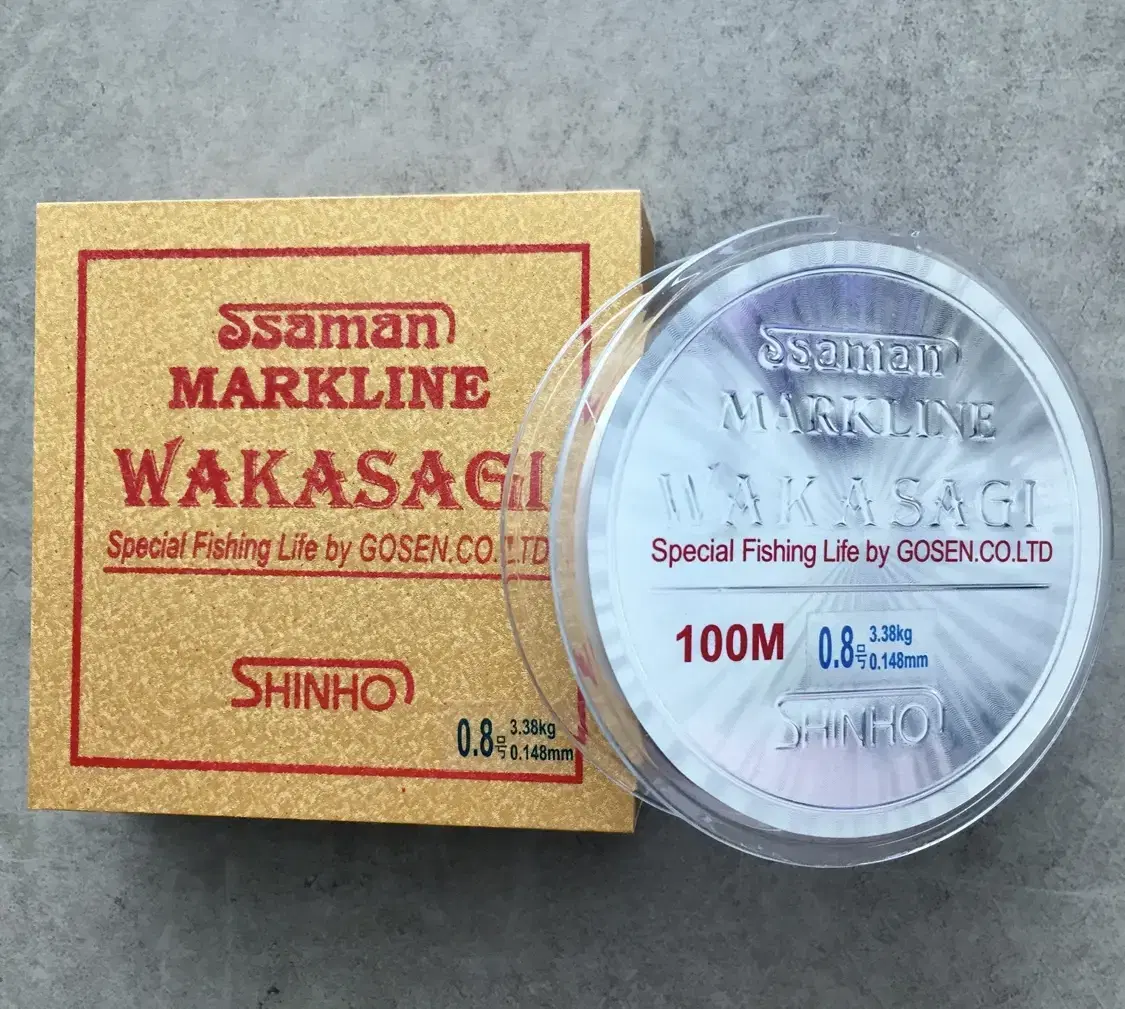 Ssaman
MARKLINE
WAKASAGI
Special Fishing Life by GOSEN.CO.LTD
SHINHO
0.8号 3.38kg
0.148mm
Ssaman
MARKLINE
WAKASAGI
Special Fishing Life by GOSEN.CO.LTD
100M 0.8号 3.38kg
0.148mm
SHINHO